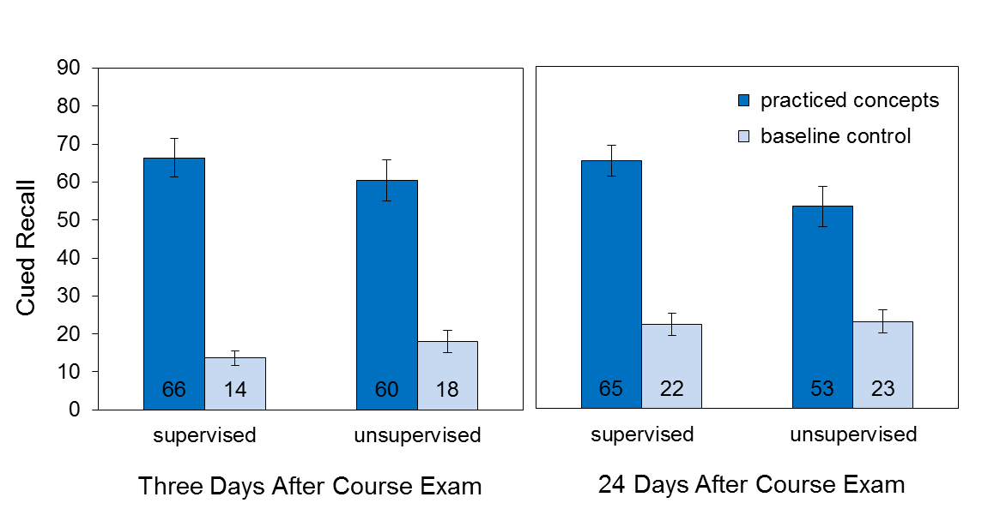 Cued Recall
90
80
70
60
50
40
30
20
10
0
66 14 60 18
supervised unsupervised
Three Days After Course Exam
practiced concepts
baseline control
65 22 53 23
supervised unsupervised
24 Days After Course Exam